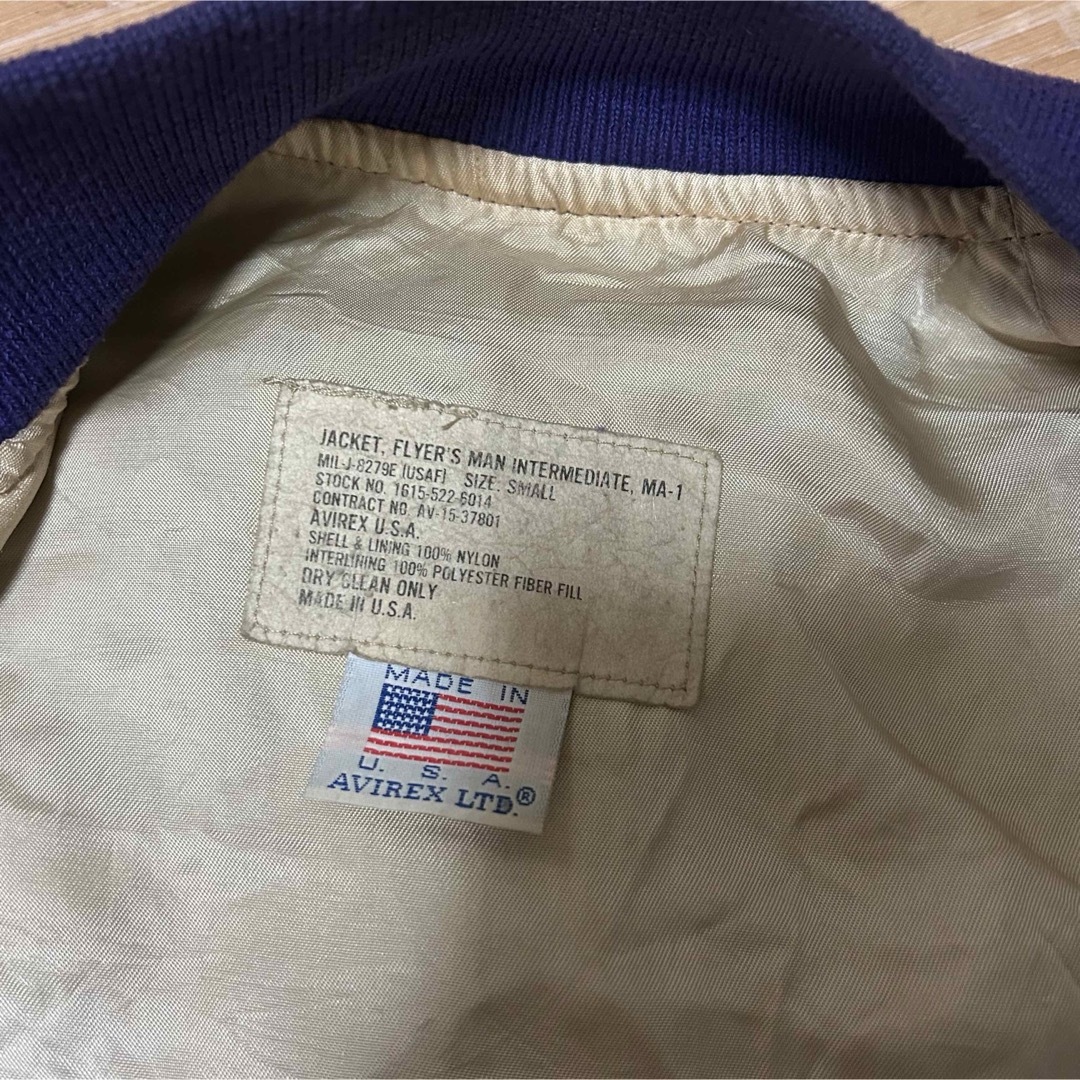 JACKET, FLYER'S MAN INTERMEDIATE, MA-1
MIL-J-8279E (USAF) SIZE. SMALL
STOCK NO. 1615-522-6014
CONTRACT NO. AV-15-37801
AVIREX U.S.A.
SHELL & LINING 100% NYLON
INTERLINING 100% POLYESTER FIBER FILL
DRY CLEAN ONLY
MADE IN U.S.A.
MADE IN
U. S. A.
AVIREX LTD.®